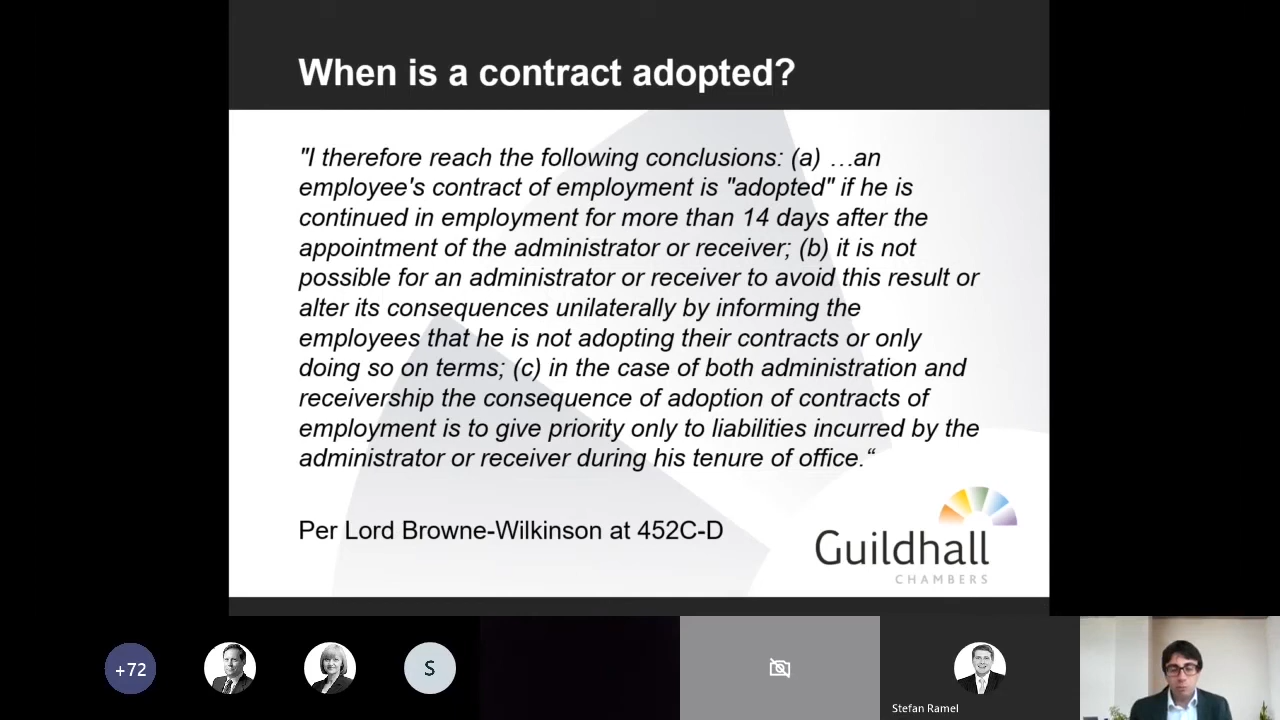 When is a contract adopted?
"I therefore reach the following conclusions: (a) …an
employee's contract of employment is "adopted" if he is
continued in employment for more than 14 days after the
appointment of the administrator or receiver; (b) it is not
possible for an administrator or receiver to avoid this result or
alter its consequences unilaterally by informing the
employees that he is not adopting their contracts or only
doing so on terms; (c) in the case of both administration and
receivership the consequence of adoption of contracts of
employment is to give priority only to liabilities incurred by the
administrator or receiver during his tenure of office.“
Per Lord Browne-Wilkinson at 452C-D
Guildhall
CHAMBERS
+72
S
Stefan Ramel